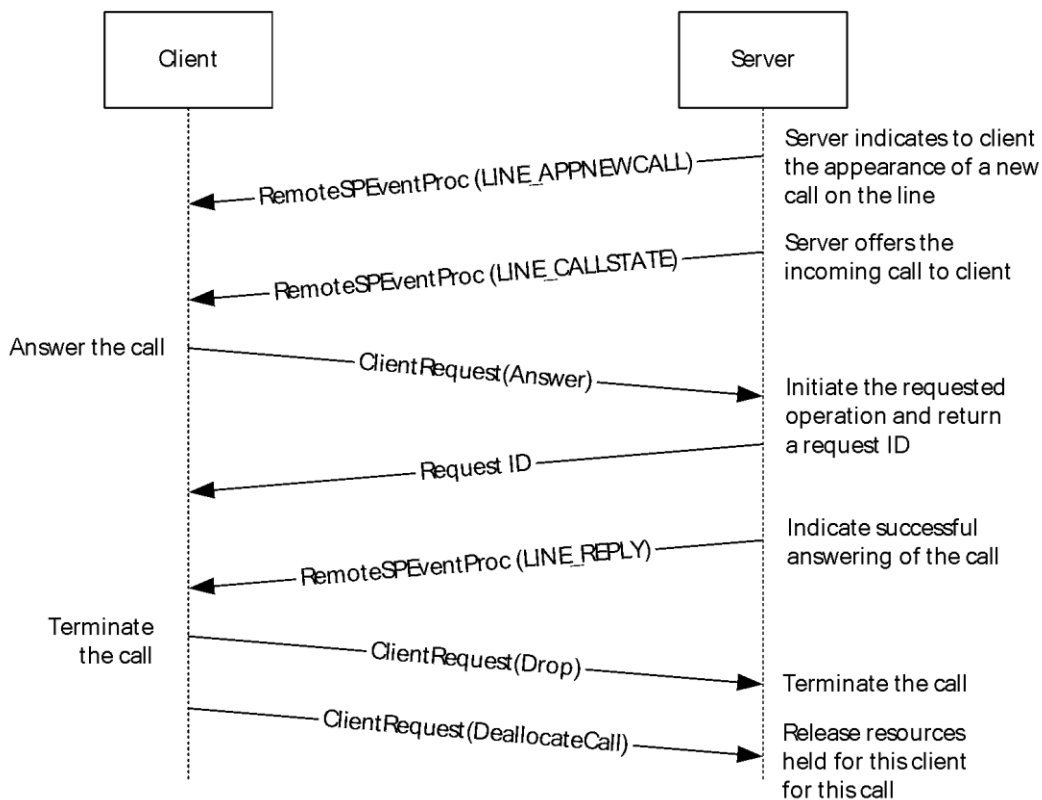 Client
Server
Server indicates to client
the appearance of a new
call on the line
RemoteSPEventProc (LINE_APPNEWCALL)
Server offers the
incoming call to client
RemoteSPEventProc (LINE_CALLSTATE)
Answer the call
ClientRequest(Answer)
Initiate the requested
operation and return
a request ID
Request ID
Indicate successful
answering of the call
RemoteSPEventProc (LINE_REPLY)
Terminate
the call
ClientRequest(Drop)
Terminate the call
ClientRequest(DeallocateCall)
Release resources
held for this client
for this call